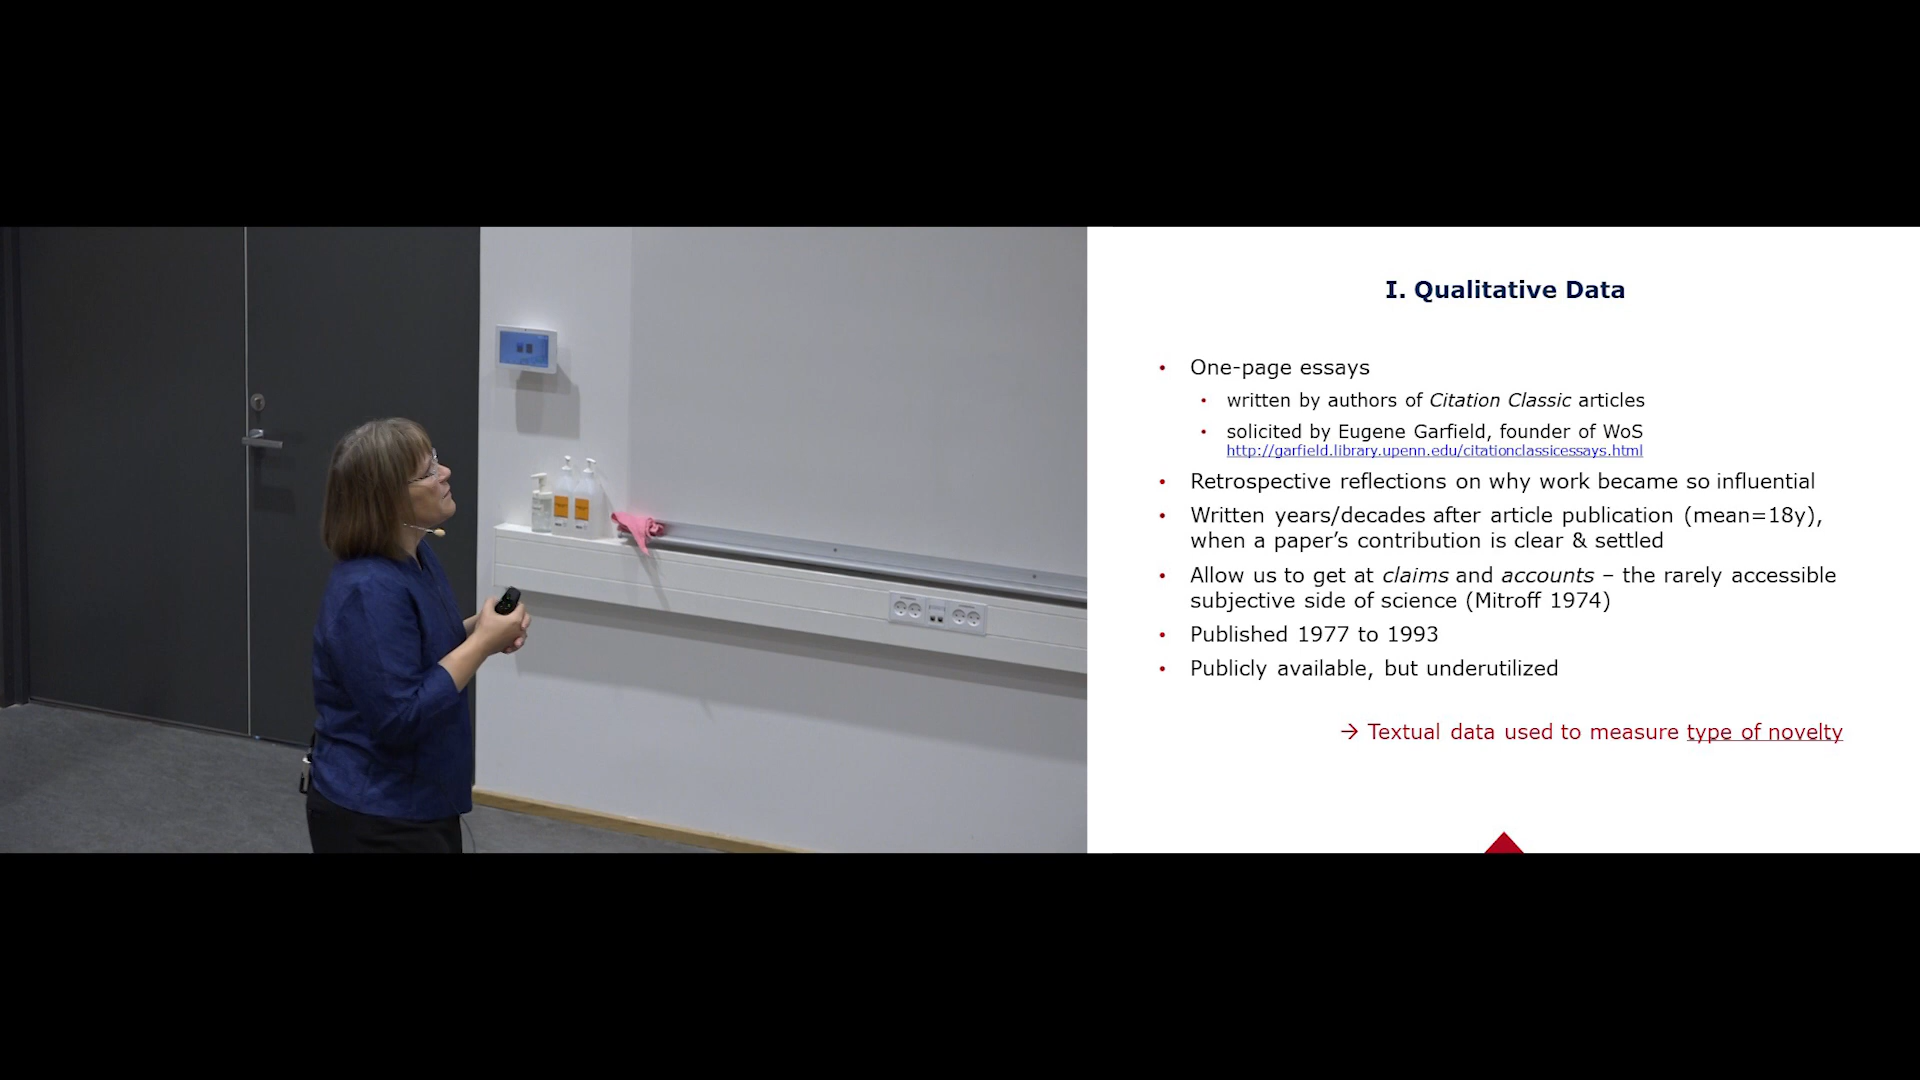 I. Qualitative Data
• One-page essays
• written by authors of Citation Classic articles
• solicited by Eugene Garfield, founder of WoS
http://garfield.library.upenn.edu/citationclassicessays.html
• Retrospective reflections on why work became so influential
• Written years/decades after article publication (mean=18y),
when a paper’s contribution is clear & settled
• Allow us to get at claims and accounts – the rarely accessible
subjective side of science (Mitroff 1974)
• Published 1977 to 1993
• Publicly available, but underutilized
→ Textual data used to measure type of novelty